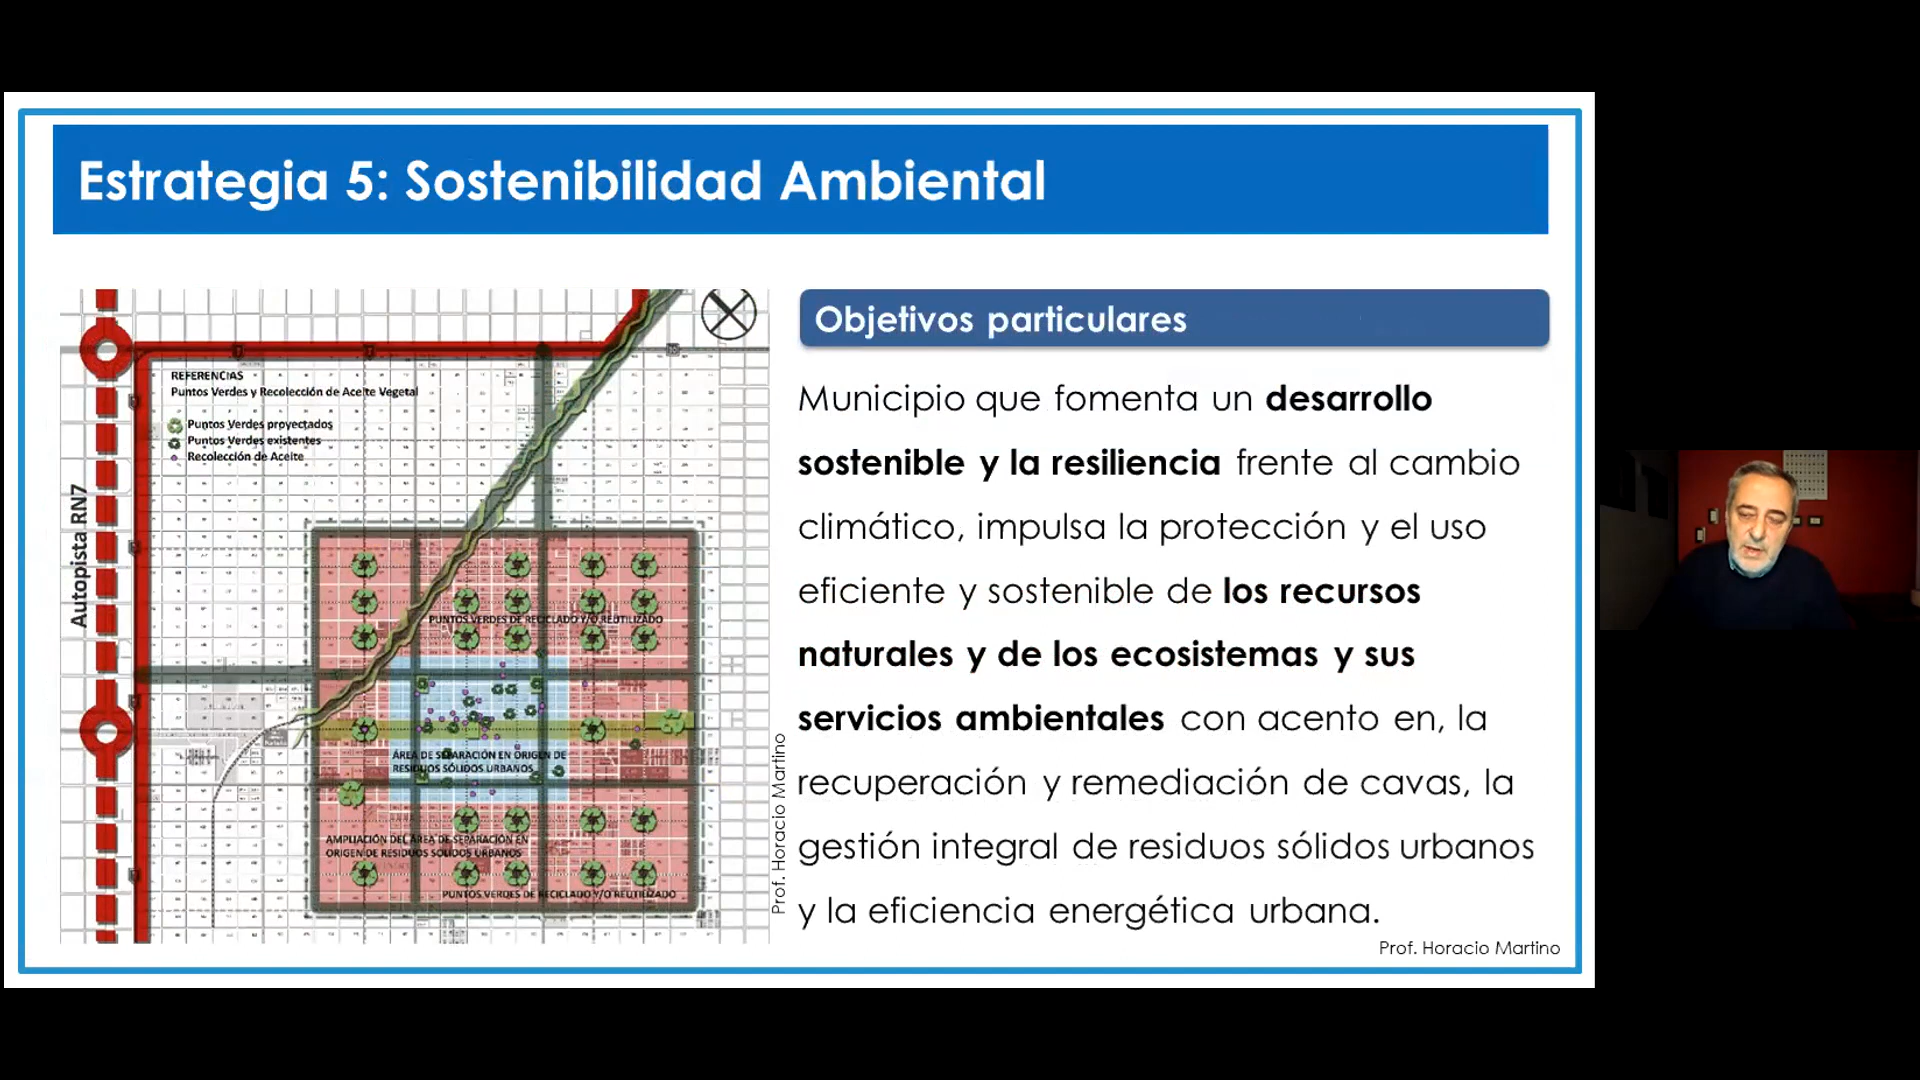 Estrategia 5: Sostenibilidad Ambiental
REFERENCIAS
Puntos Verdes y Recolección de Aceite Vegetal
Puntos Verdes proyectados
Puntos Verdes existentes
Recolección de Aceite
Autopista RN7
PUNTOS VERDES DE RECICLADO Y/O REUTILIZADO
ÁREA DE SEPARACIÓN EN ORIGEN DE
RESIDUOS SÓLIDOS URBANOS
AMPLIACIÓN DEL ÁREA DE SEPARACIÓN EN
ORIGEN DE RESIDUOS SÓLIDOS URBANOS
PUNTOS VERDES DE RECICLADO Y/O REUTILIZADO
Prof. Horacio Martino
Objetivos particulares
Municipio que fomenta un desarrollo
sostenible y la resiliencia frente al cambio
climático, impulsa la protección y el uso
eficiente y sostenible de los recursos
naturales y de los ecosistemas y sus
servicios ambientales con acento en, la
recuperación y remediación de cavas, la
gestión integral de residuos sólidos urbanos
y la eficiencia energética urbana.
Prof. Horacio Martino